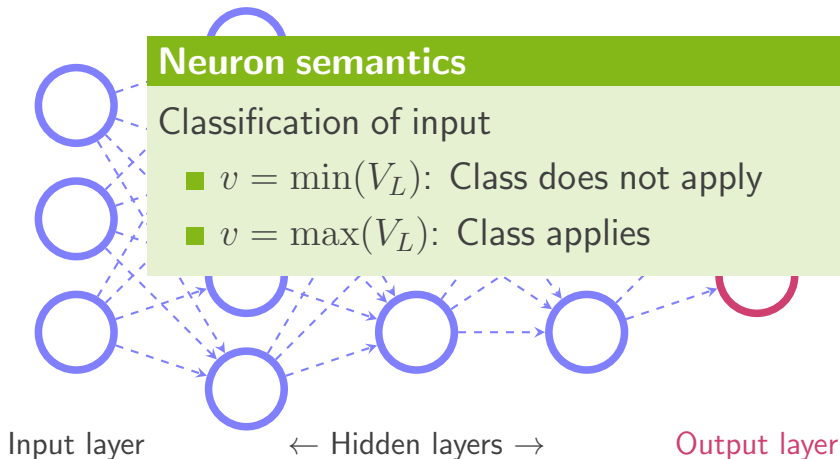 Neuron semantics
Classification of input
v = min(V_L): Class does not apply
v = max(V_L): Class applies
Input layer ← Hidden layers → Output layer